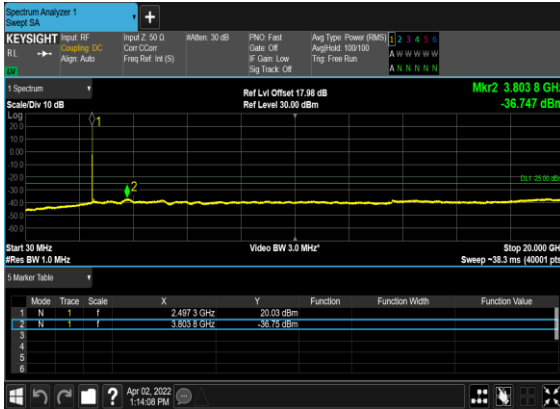 Spectrum Analyzer 1
Swept SA
+
KEYSIGHT Input: RF Input Z: 50 Ω #Atten: 30 dB PNO: Fast Avg Type: Power (RMS) 1 2 3 4 5 6
RL Coupling: DC Corr CCorr Gate: Off Avg|Hold: 100/100 A W W W W W
Align: Auto Freq Ref: Int (S) IF Gain: Low Trig: Free Run
Sig Track: Off A N N N N N
1 Spectrum Ref Lvl Offset 17.98 dB Mkr2 3.803 8 GHz
Scale/Div 10 dB Ref Level 30.00 dBm -36.747 dBm
Log
20.0
10.0
0.00
-10.0
-20.0
-30.0
-40.0
-50.0
-60.0
1
2
DL1 -25.00 dBm
Start 30 MHz Video BW 3.0 MHz* Stop 20.000 GHz
#Res BW 1.0 MHz Sweep ~38.3 ms (40001 pts)
5 Marker Table
Mode Trace Scale X Y Function Function Width Function Value
1 N 1 f 2.497 3 GHz 20.03 dBm
2 N 1 f 3.803 8 GHz -36.75 dBm
3
4
5
6
? Apr 02, 2022
1:14:08 PM